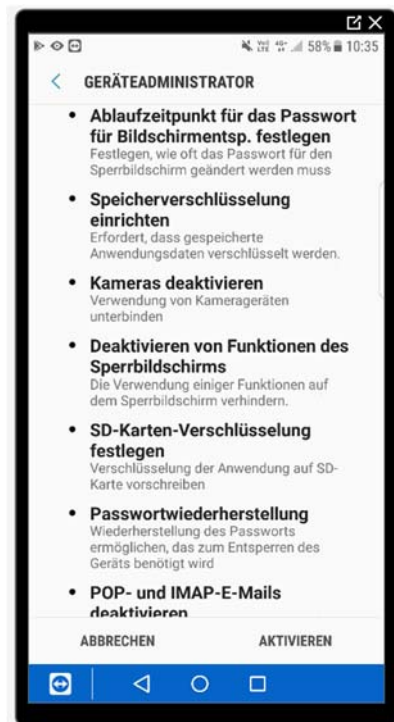 58% 10:35
GERÄTEADMINISTRATOR
• Ablaufzeitpunkt für das Passwort
für Bildschirmentsp. festlegen
Festlegen, wie oft das Passwort für den
Sperrbildschirm geändert werden muss
• Speicherverschlüsselung
einrichten
Erfordert, dass gespeicherte
Anwendungsdaten verschlüsselt werden.
• Kameras deaktivieren
Verwendung von Kamerageräten
unterbinden
• Deaktivieren von Funktionen des
Sperrbildschirms
Die Verwendung einiger Funktionen auf
dem Sperrbildschirm verhindern.
• SD-Karten-Verschlüsselung
festlegen
Verschlüsselung der Anwendung auf SD-
Karte vorschreiben
• Passwortwiederherstellung
Wiederherstellung des Passworts
ermöglichen, das zum Entsperren des
Geräts benötigt wird
• POP- und IMAP-E-Mails
deaktivieren
ABBRECHEN AKTIVIEREN